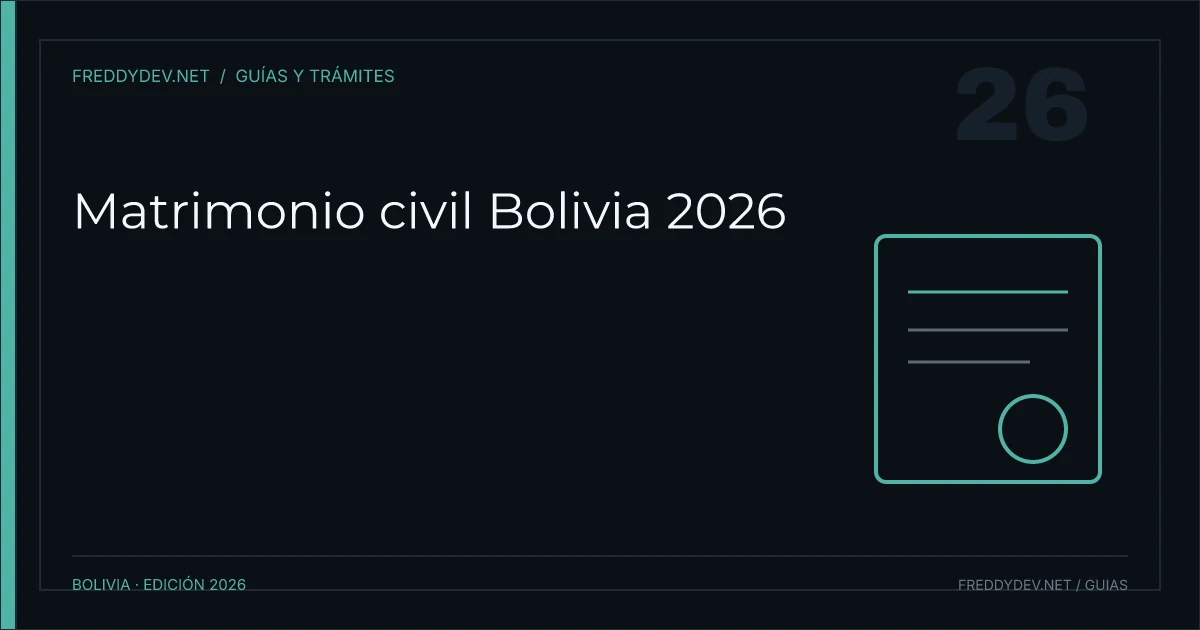 FREDDYDEV.NET / GUÍAS Y TRÁMITES
26
Matrimonio civil Bolivia 2026
BOLIVIA · EDICIÓN 2026
FREDDYDEV.NET / GUIAS